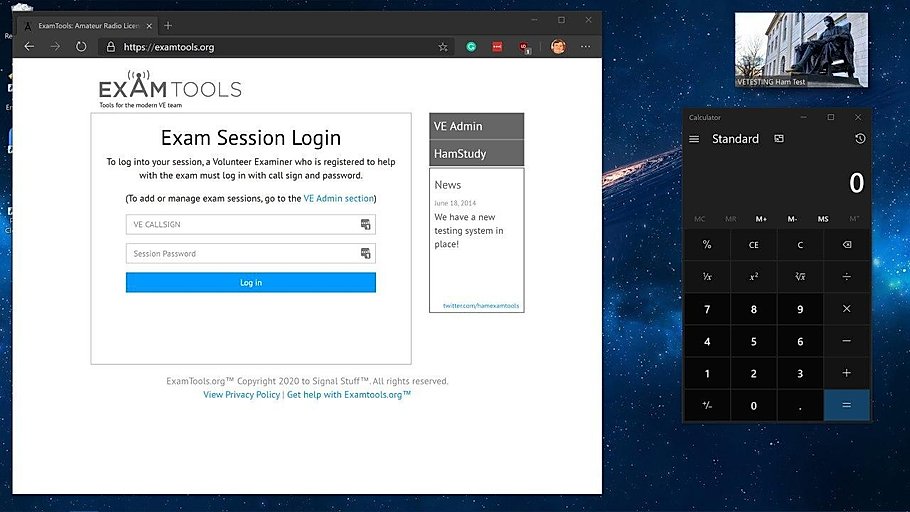 ExamTools: Amateur Radio Licen
https://examtools.org
EXAMTOOLS
Tools for the modern VE team
Exam Session Login
To log into your session, a Volunteer Examiner who is registered to help
with the exam must log in with call sign and password.
(To add or manage exam sessions, go to the VE Admin section)
VE CALLSIGN
Session Password
Log in
VE Admin
HamStudy
News
June 18, 2014
We have a new
testing system in
place!
twitter.com/hamexamtools
ExamTools.org™ Copyright 2020 to Signal Stuff™. All rights reserved.
View Privacy Policy | Get help with Examtools.org™
VETESTING Ham Test
Calculator
Standard
0
MC MR M+ M- MS M˅
% CE C
¹/x x² ²√x ÷
7 8 9 ×
4 5 6 −
1 2 3 +
+/- 0 . =